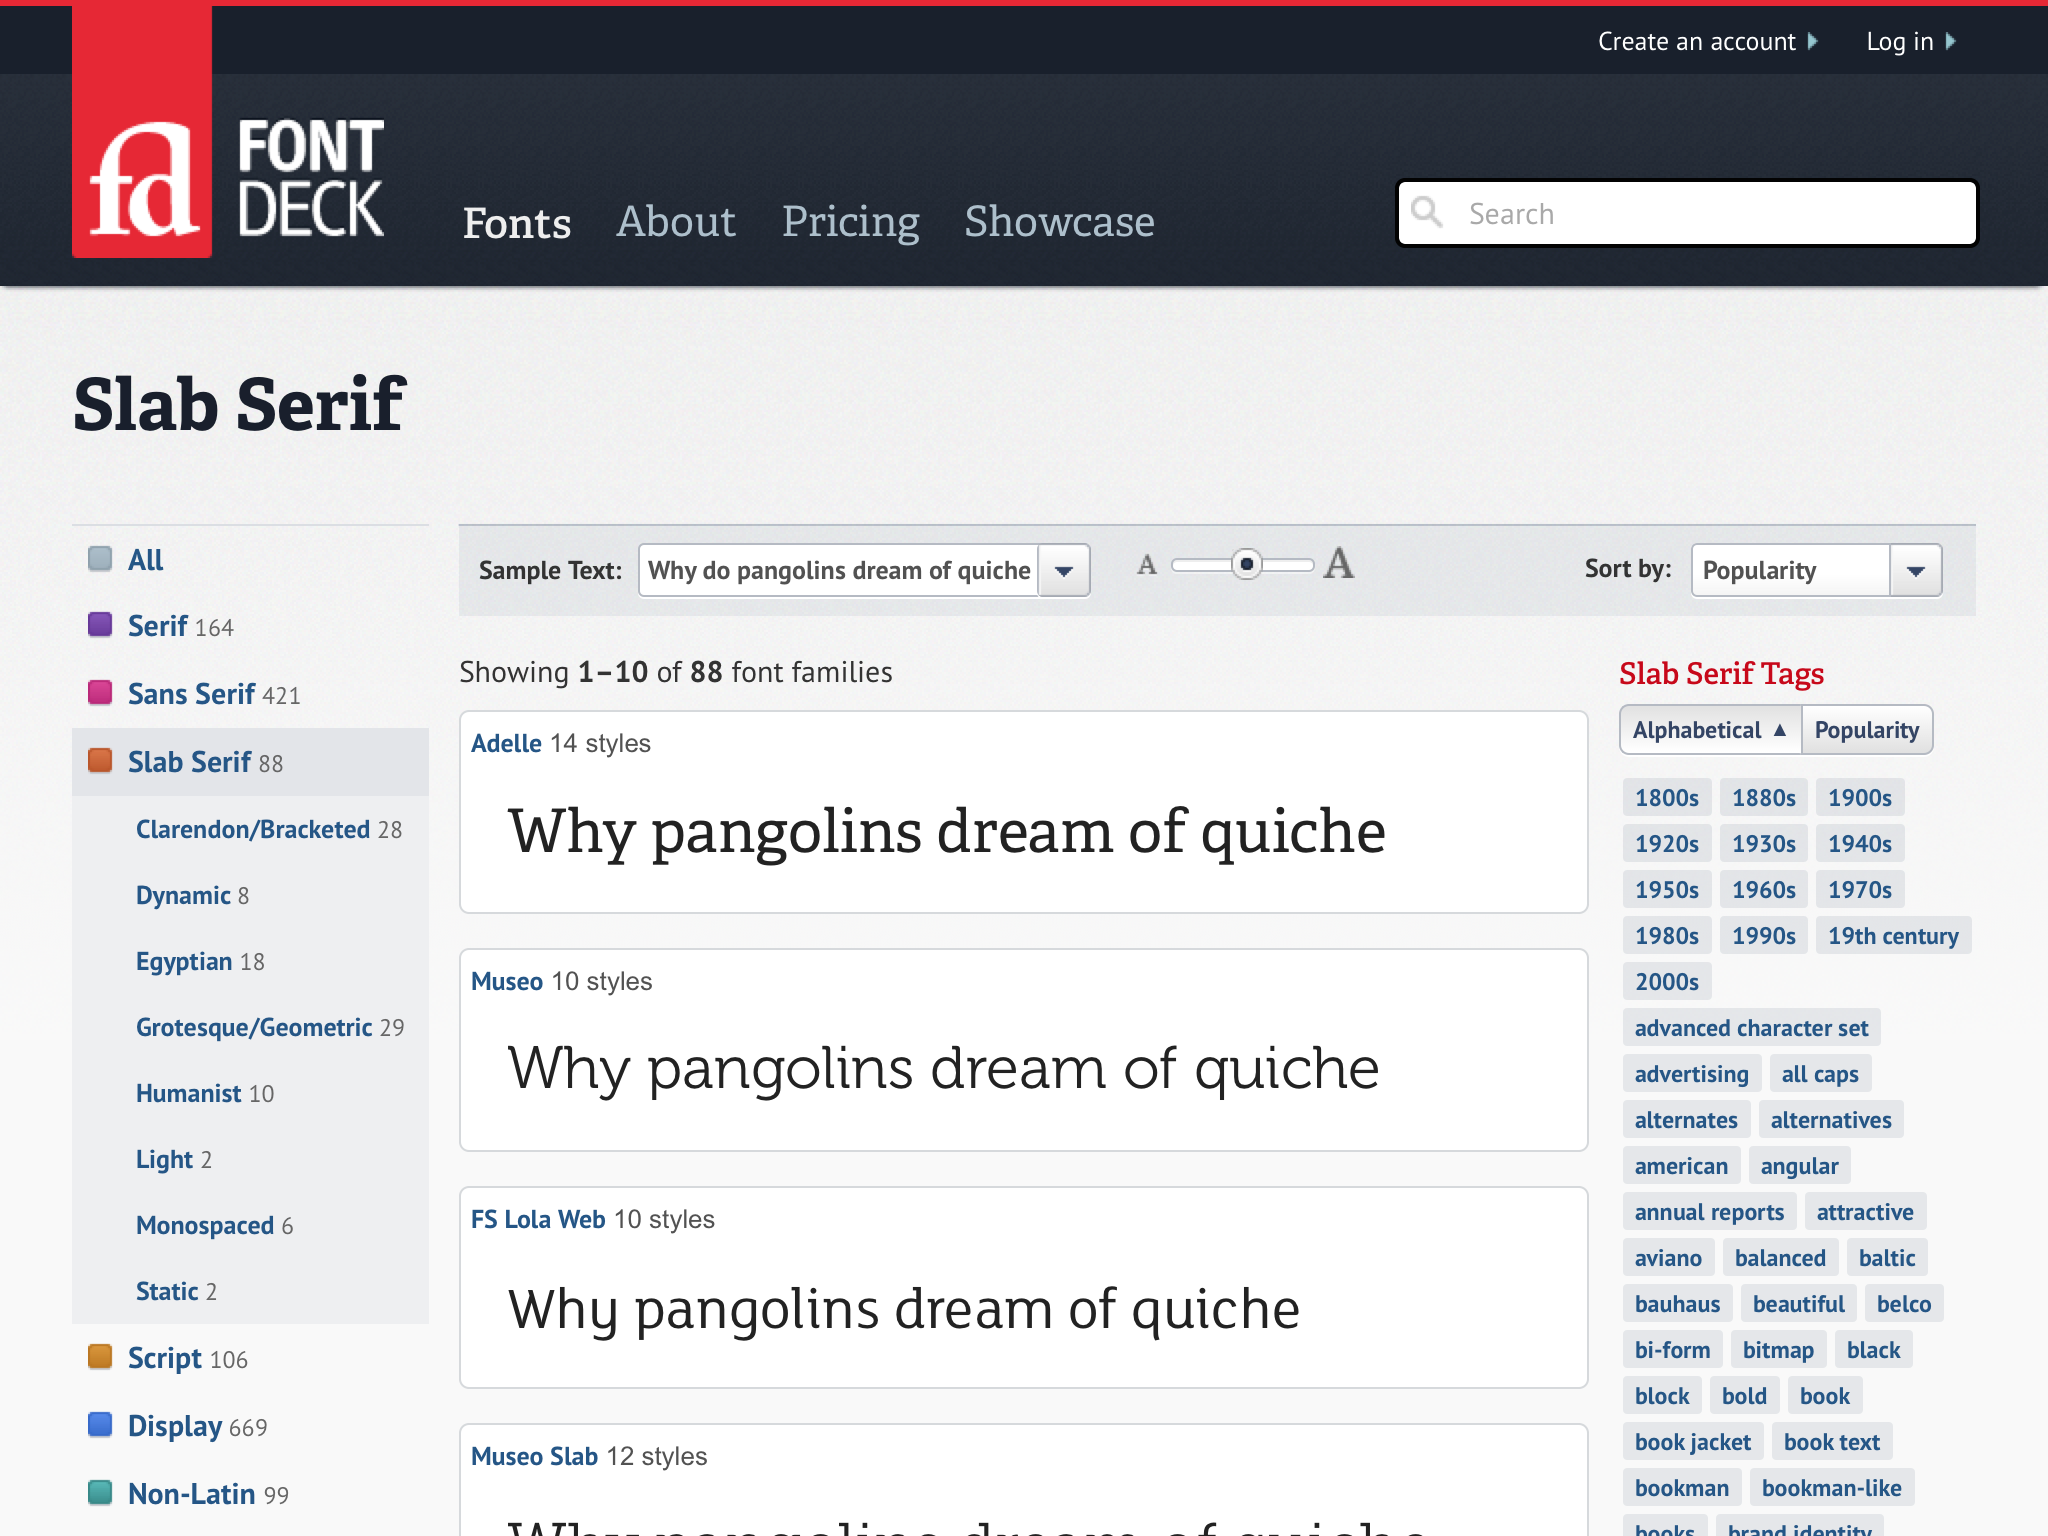 Create an account
Log in
fd
FONT
DECK
Fonts
About
Pricing
Showcase
Search
Slab Serif
All
Serif 164
Sans Serif 421
Slab Serif 88
Clarendon/Bracketed 28
Dynamic 8
Egyptian 18
Grotesque/Geometric 29
Humanist 10
Light 2
Monospaced 6
Static 2
Script 106
Display 669
Non-Latin 99
Sample Text:
Why do pangolins dream of quiche
A
A
Sort by:
Popularity
Showing 1–10 of 88 font families
Adelle 14 styles
Why pangolins dream of quiche
Museo 10 styles
Why pangolins dream of quiche
FS Lola Web 10 styles
Why pangolins dream of quiche
Museo Slab 12 styles
Why pangolins dream of quiche
Slab Serif Tags
Alphabetical ▲ Popularity
1800s 1880s 1900s
1920s 1930s 1940s
1950s 1960s 1970s
1980s 1990s 19th century
2000s
advanced character set
advertising all caps
alternates alternatives
american angular
annual reports attractive
aviano balanced baltic
bauhaus beautiful belco
bi-form bitmap black
block bold book
book jacket book text
bookman bookman-like
books brand identity